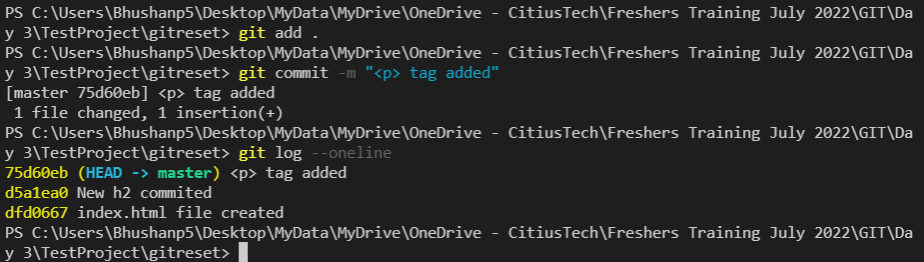 PS C:\Users\Bhushanp5\Desktop\MyData\MyDrive\OneDrive - CitiusTech\Freshers Training July 2022\GIT\Da
y 3\TestProject\gitreset> git add .
PS C:\Users\Bhushanp5\Desktop\MyData\MyDrive\OneDrive - CitiusTech\Freshers Training July 2022\GIT\Da
y 3\TestProject\gitreset> git commit -m "<p> tag added"
[master 75d60eb] <p> tag added
 1 file changed, 1 insertion(+)
PS C:\Users\Bhushanp5\Desktop\MyData\MyDrive\OneDrive - CitiusTech\Freshers Training July 2022\GIT\Da
y 3\TestProject\gitreset> git log --oneline
75d60eb (HEAD -> master) <p> tag added
d5a1ea0 New h2 commited
dfd0667 index.html file created
PS C:\Users\Bhushanp5\Desktop\MyData\MyDrive\OneDrive - CitiusTech\Freshers Training July 2022\GIT\Da
y 3\TestProject\gitreset>